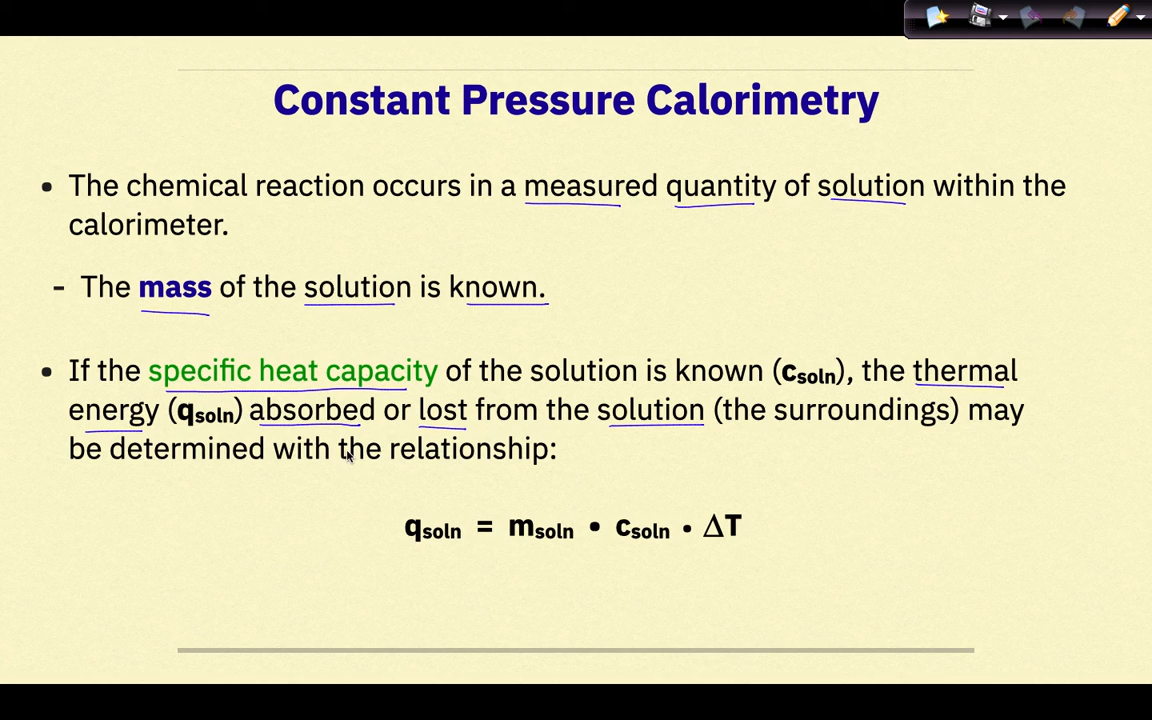 Constant Pressure Calorimetry
• The chemical reaction occurs in a measured quantity of solution within the
calorimeter.
- The mass of the solution is known.
• If the specific heat capacity of the solution is known (csoln), the thermal
energy (qsoln) absorbed or lost from the solution (the surroundings) may
be determined with the relationship:
qsoln = msoln • csoln • ΔT